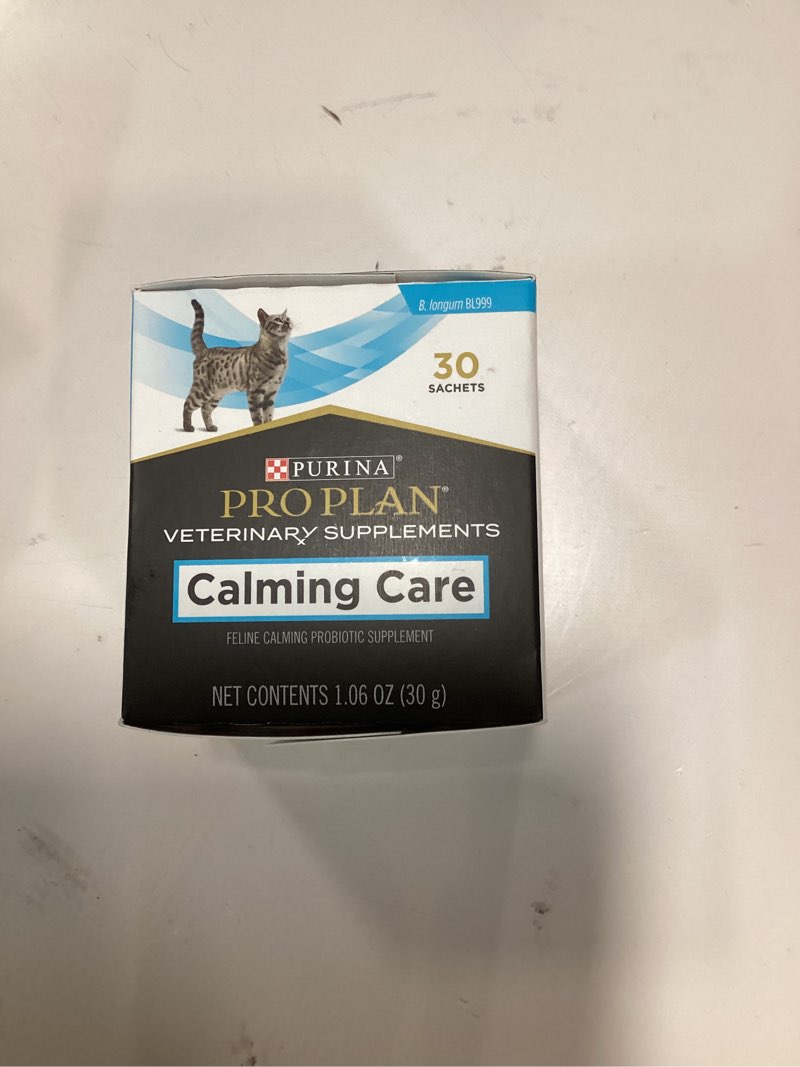 B. longum BL999
30
SACHETS
PURINA®
PRO PLAN®
VETERINARY SUPPLEMENTS
Calming Care
FELINE CALMING PROBIOTIC SUPPLEMENT
NET CONTENTS 1.06 OZ (30 g)